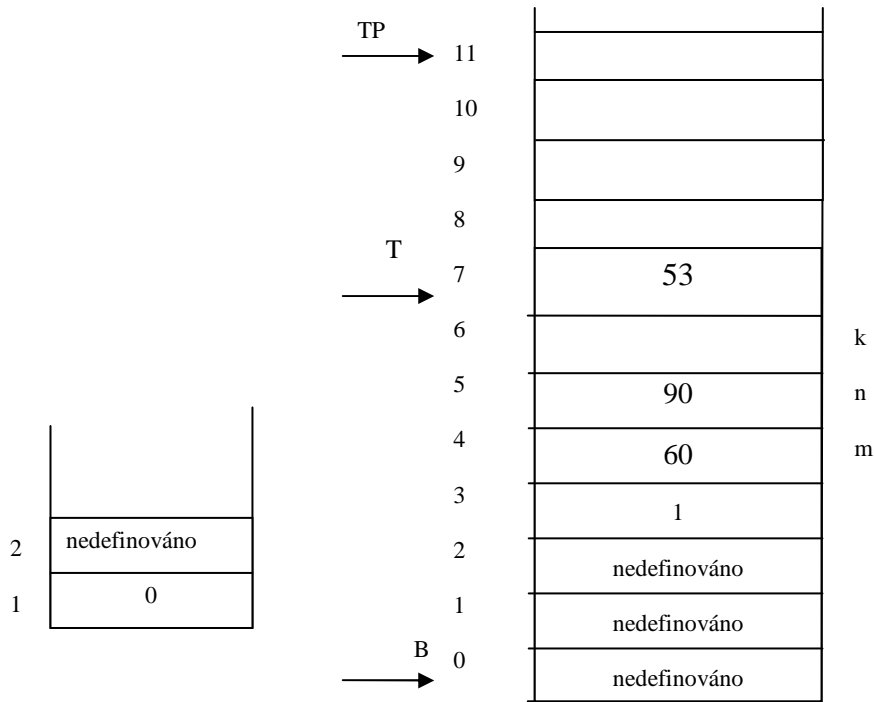 TP
11
10
9
8
T
7 53
6 k
5 90 n
4 60 m
3 1
2 nedefinováno
1 nedefinováno
B
0 nedefinováno
2 nedefinováno
1 0